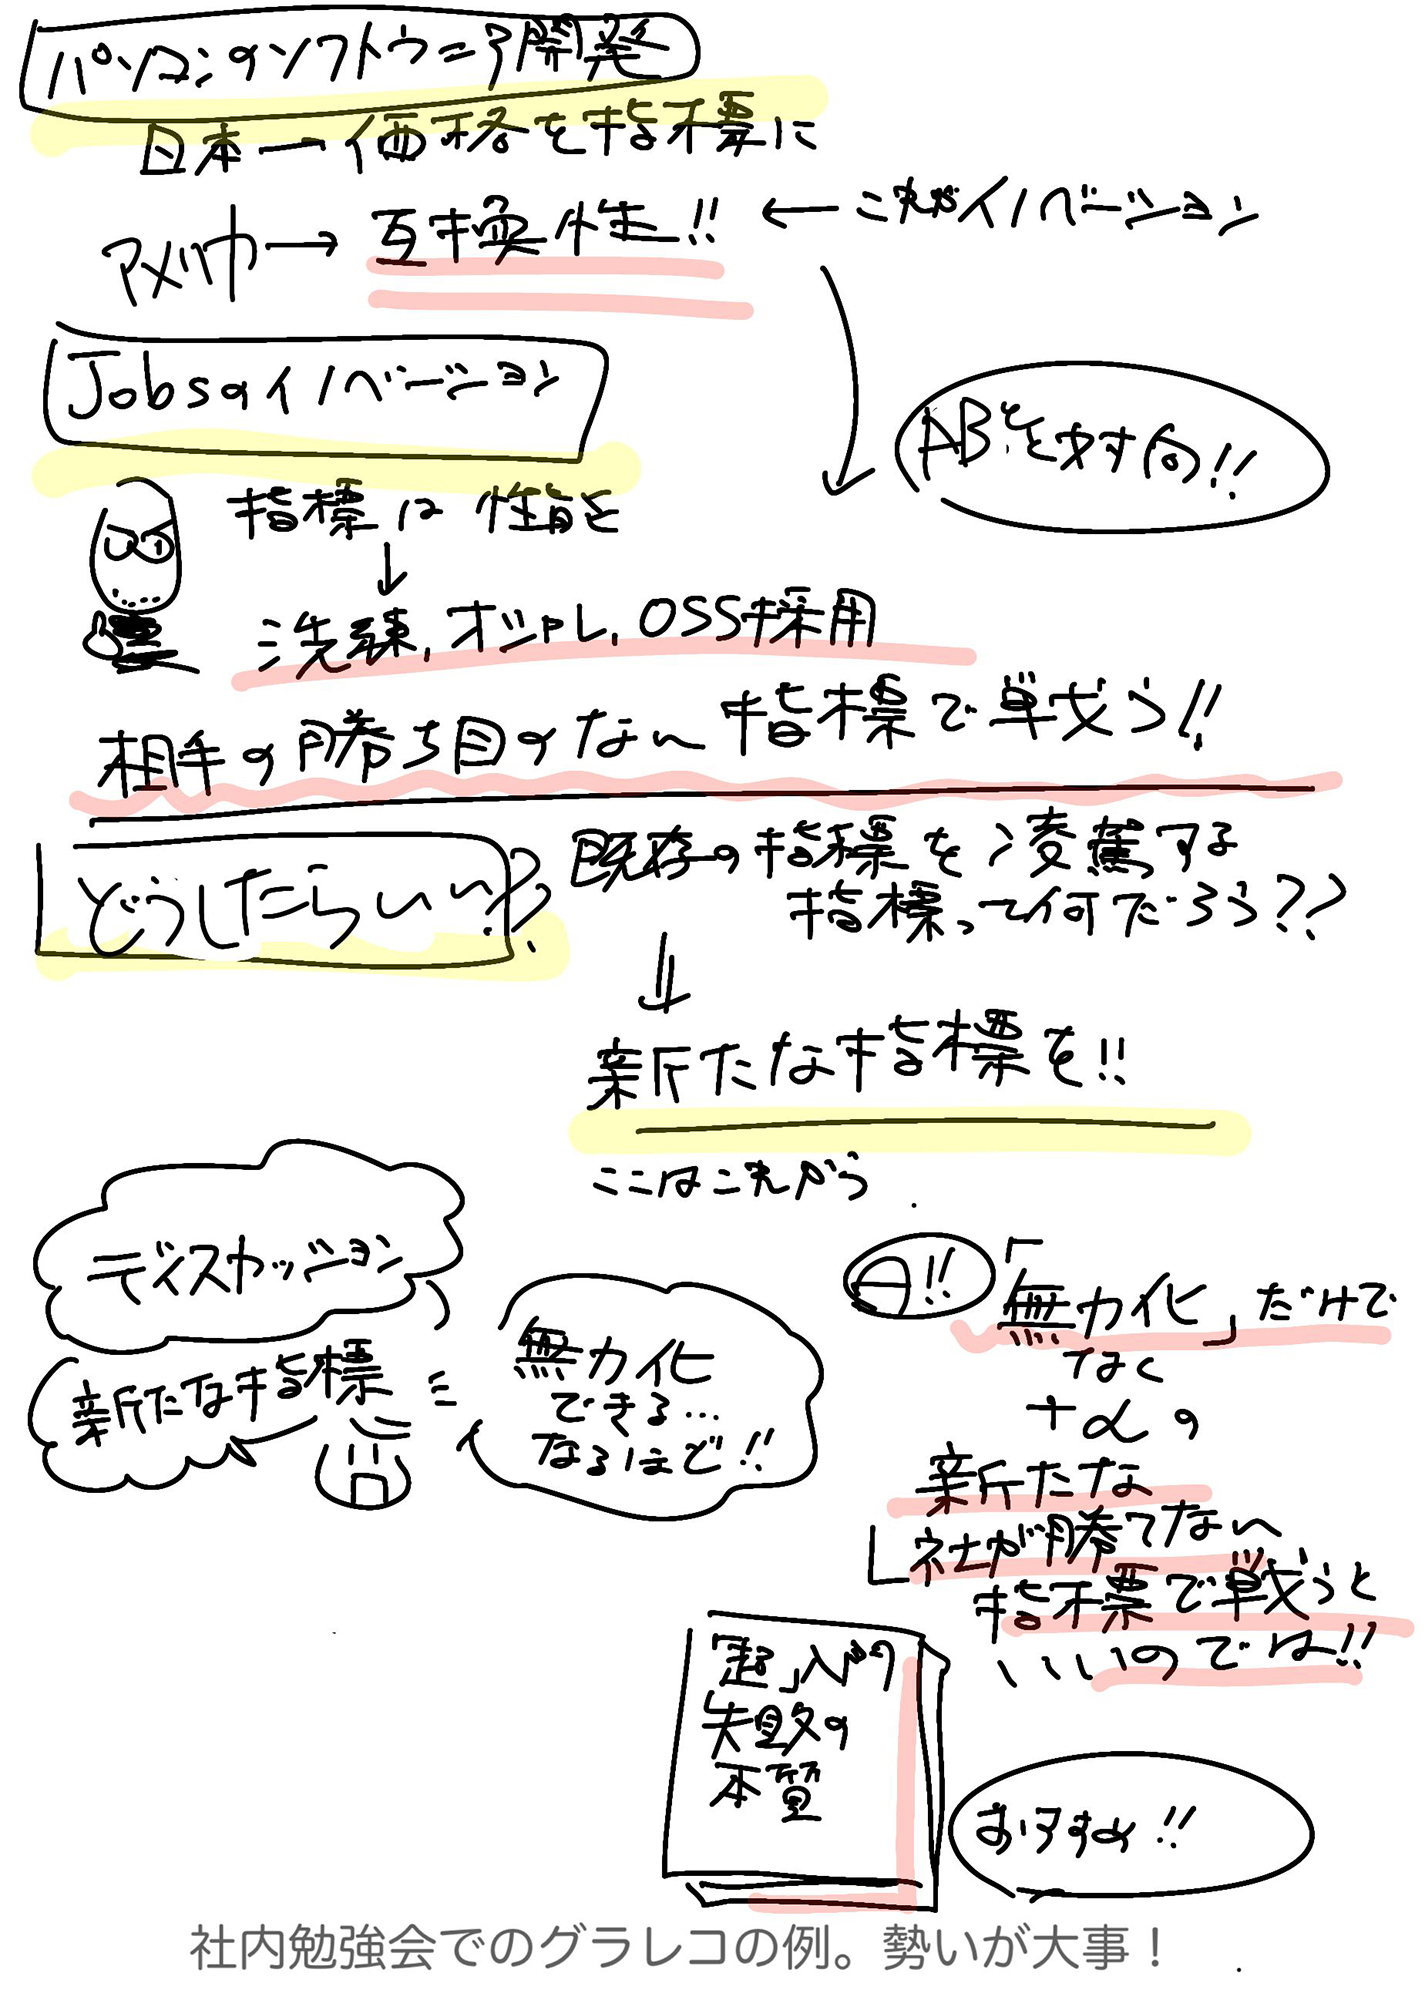 パソコンのソフトウェア開発
日本→価格を指標に
アメリカ→互換性!!
←これがイノベーション
Jobsのイノベーション
ABを対向!!
指標は性能を
↓
洗練,オシャレ,OSS採用
相手の勝ち目のない指標で戦う!!
どうしたらいい??
既存の指標を凌駕する
指標って何だろう??
↓
新たな指標を!!
ここはこれから
ディスカッション
新たな指標
無力化
できる…
なるほど!!
「無力化」だけで
なく
+αの
新たな
社が勝てない
指標で戦うと
いいのでは!!
「超」入門
失敗の
本質
おすすめ!!
社内勉強会でのグラレコの例。勢いが大事！